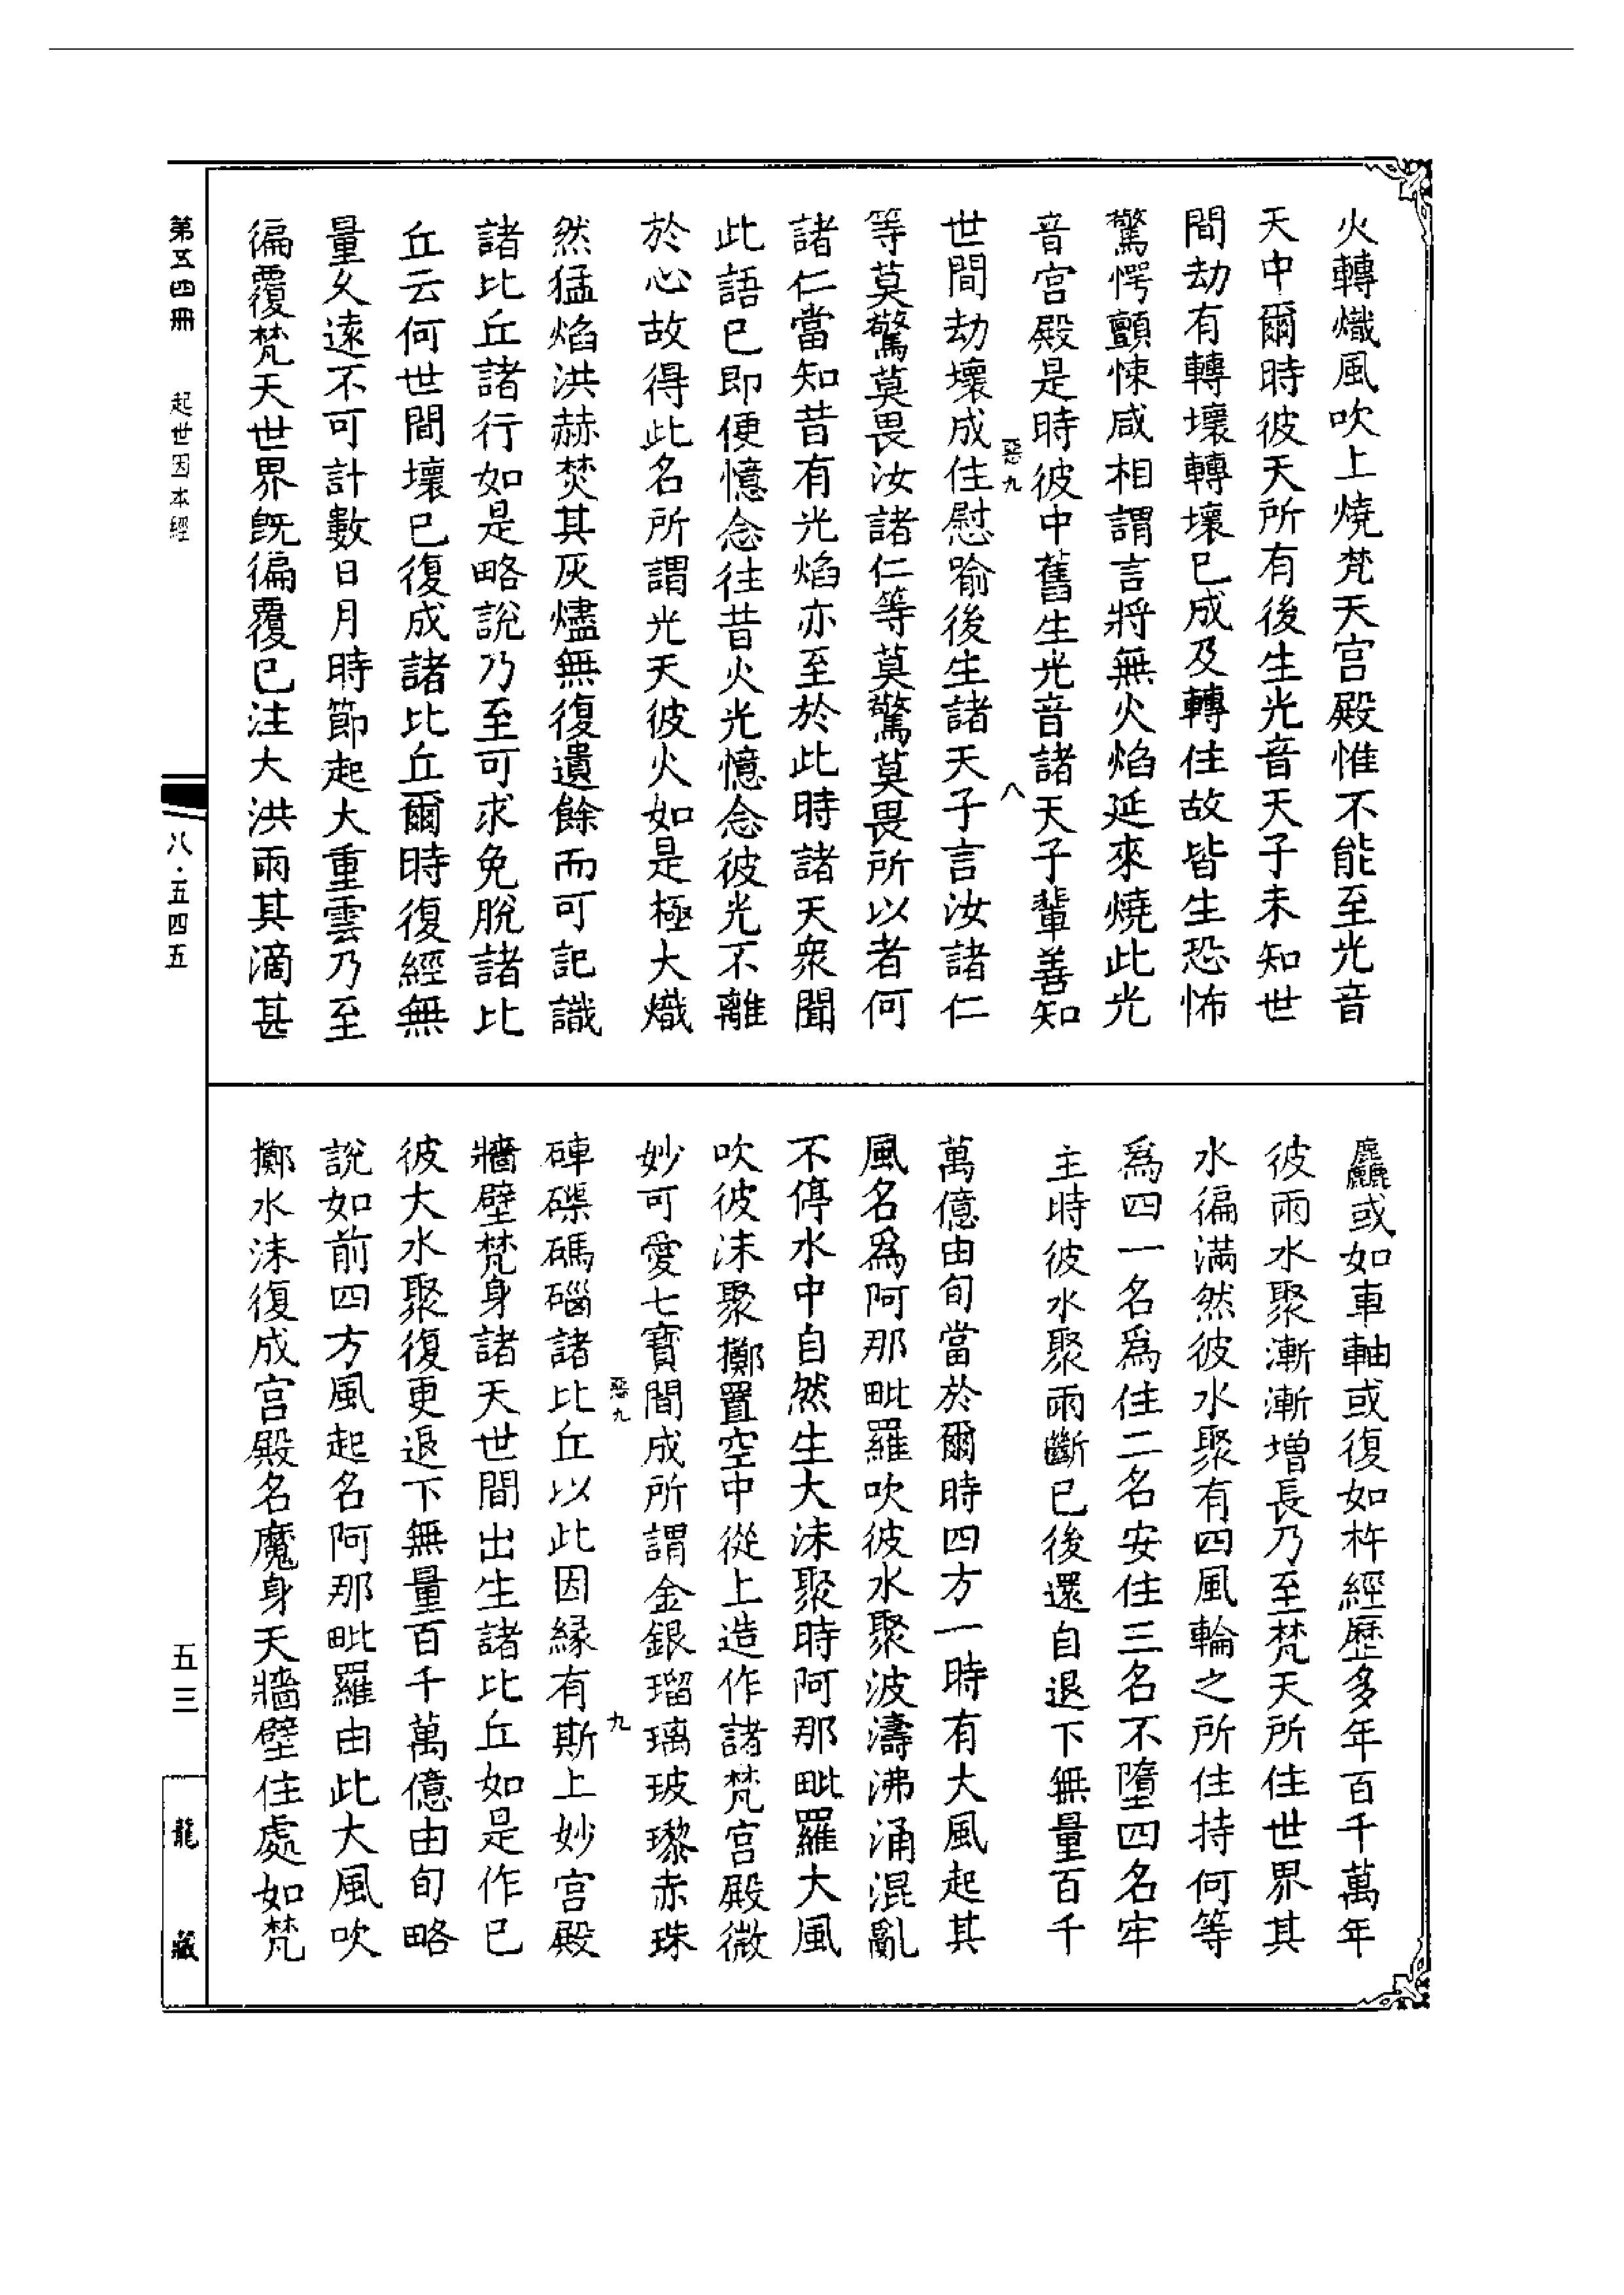 火轉熾風吹上燒梵天宮殿惟不能至光音
天中爾時彼天所有後生光音天子未知世
間劫有轉壞轉壞已成及轉住故皆生恐怖
驚愕顫悚咸相謂言將無火焰延來燒此光
音宮殿是時彼中舊生光音諸天子輩善知
惡九 八
世間劫壞成住慰喻後生諸天子言汝諸仁
等莫驚莫畏汝諸仁等莫驚莫畏所以者何
諸仁當知昔有光焰亦至於此時諸天衆聞
此語已即便憶念往昔火光憶念彼光不離
於心故得此名所謂光天彼火如是極大熾
然猛焰洪赫焚其灰燼無復遺餘而可記識
諸比丘諸行如是略說乃至可求免脫諸比
丘云何世間壞已復成諸比丘爾時復經無
量久遠不可計數日月時節起大重雲乃至
徧覆梵天世界旣徧覆已注大洪雨其滴甚
麤或如車軸或復如杵經歷多年百千萬年
彼雨水聚漸漸增長乃至梵天所住世界其
水徧滿然彼水聚有四風輪之所住持何等
爲四一名爲住二名安住三名不墮四名牢
主時彼水聚雨斷已後還自退下無量百千
萬億由旬當於爾時四方一時有大風起其
風名爲阿那毗羅吹彼水聚波濤沸涌混亂
不停水中自然生大沫聚時阿那毗羅大風
吹彼沫聚擲置空中從上造作諸梵宮殿微
妙可愛七寶間成所謂金銀瑠璃玻瓈赤珠
惡九 九
硨磲碼碯諸比丘以此因緣有斯上妙宮殿
牆壁梵身諸天世間出生諸比丘如是作已
彼大水聚復更退下無量百千萬億由旬略
說如前四方風起名阿那毗羅由此大風吹
擲水沫復成宮殿名魔身天牆壁住處如梵
第五四冊 起世因本經 八·五四五 五三 龍藏